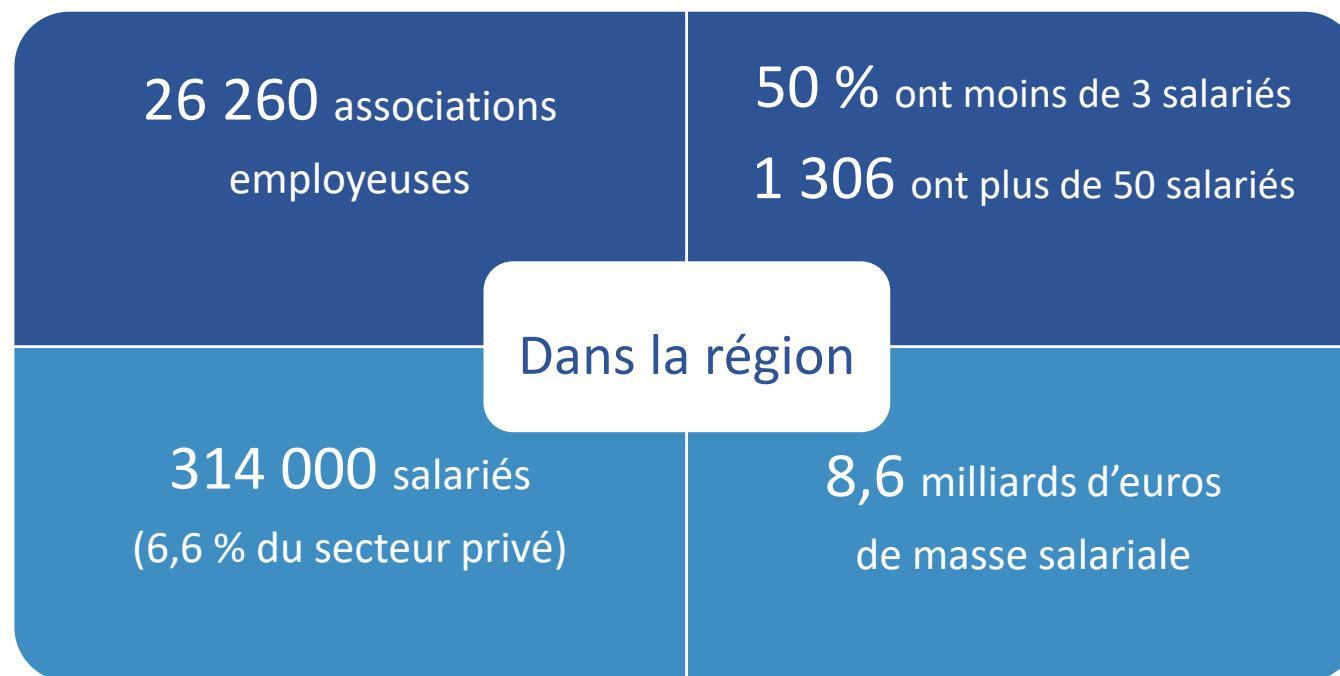 26 260 associations
employeuses
50 % ont moins de 3 salariés
1 306 ont plus de 50 salariés
Dans la région
314 000 salariés
(6,6 % du secteur privé)
8,6 milliards d’euros
de masse salariale